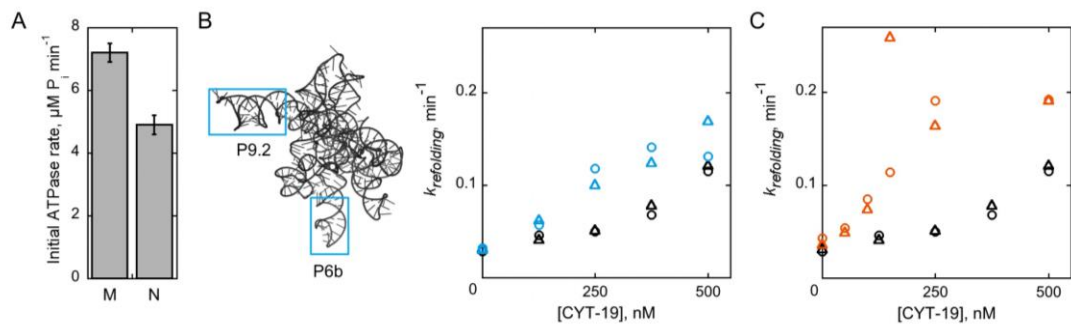 A
B
C
Initial ATPase rate, µM Pi min-1
8
6
4
2
0
M
N
P9.2
P6b
krefolding, min-1
0.2
0.1
0
250
500
[CYT-19], nM
krefolding, min-1
0.2
0.1
0
250
500
[CYT-19], nM